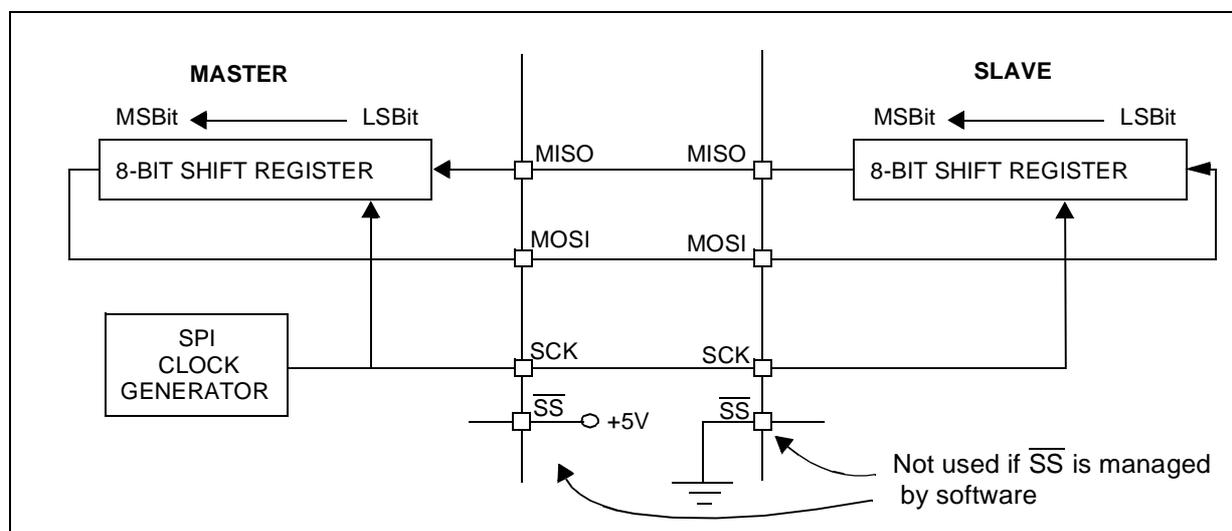 MASTER
SLAVE
MSBit
LSBit
MSBit
LSBit
8-BIT SHIFT REGISTER
MISO
MISO
8-BIT SHIFT REGISTER
MOSI
MOSI
SPI
CLOCK
GENERATOR
SCK
SCK
SS
+5V
SS
Not used if SS is managed
by software